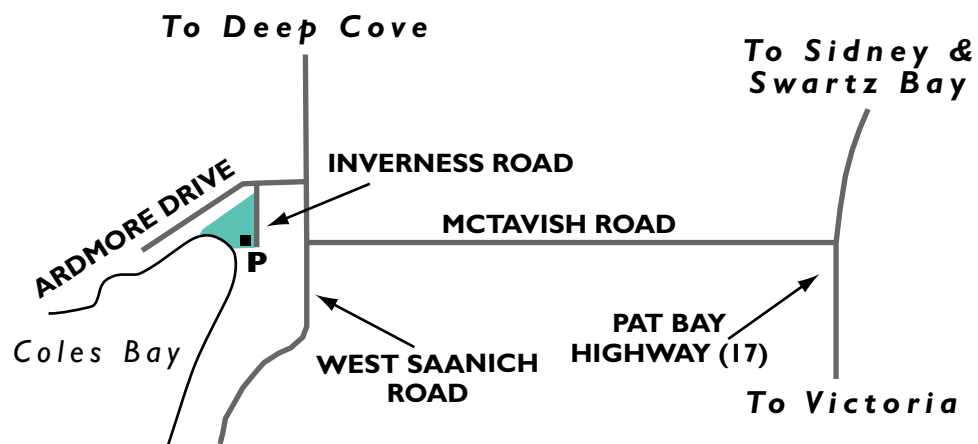 To Deep Cove
To Sidney &
Swartz Bay
INVERNESS ROAD
ARDMORE DRIVE
MCTAVISH ROAD
P
Coles Bay
WEST SAANICH
ROAD
PAT BAY
HIGHWAY (17)
To Victoria